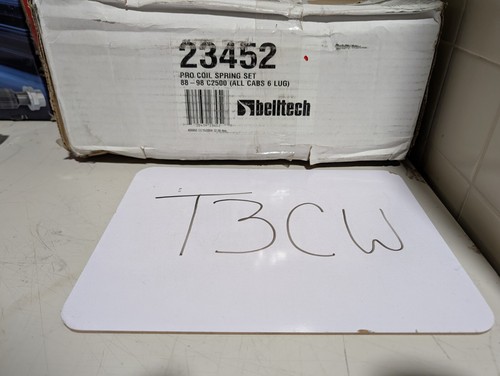 23452
PRO COIL SPRING SET
88-98 C2500 (ALL CABS 6 LUG)
belltech
T3CW